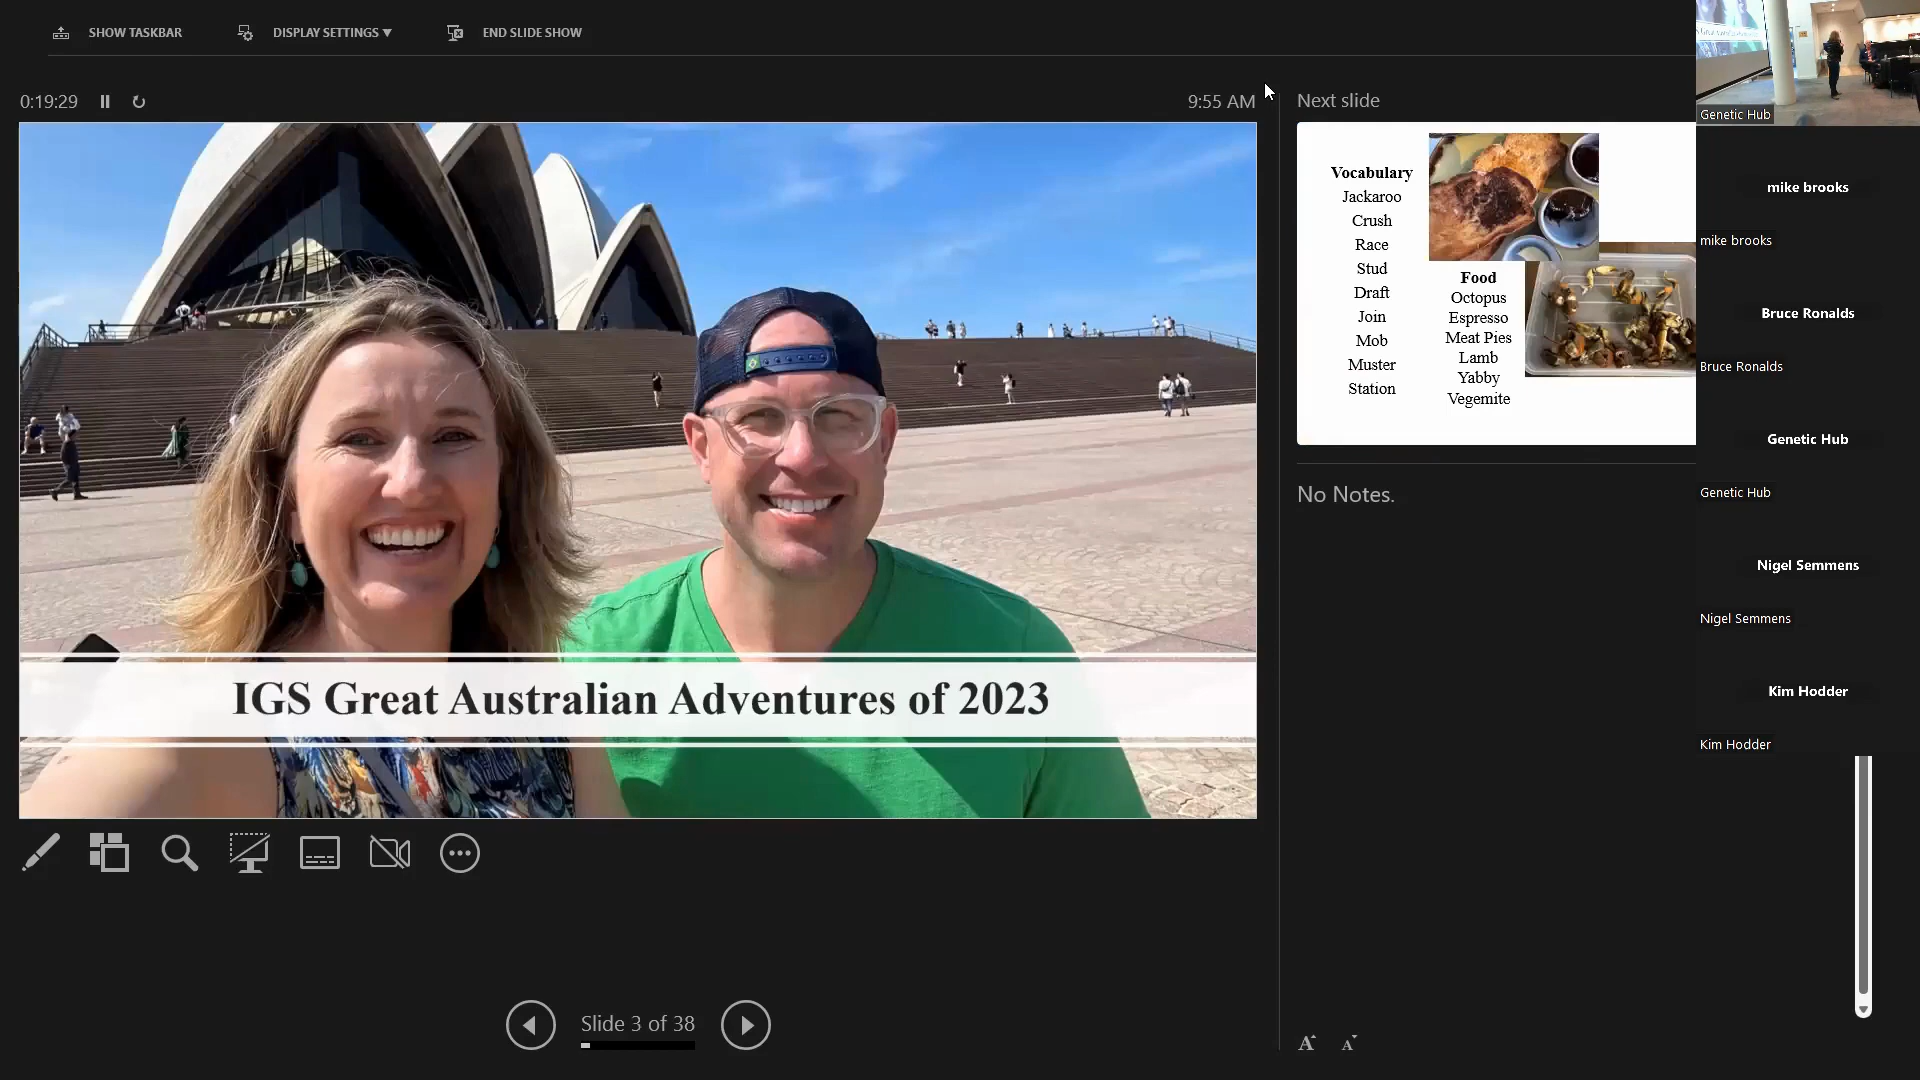 SHOW TASKBAR
DISPLAY SETTINGS ▼
END SLIDE SHOW
0:19:29
9:55 AM
Next slide
IGS Great Australian Adventures of 2023
Vocabulary
Jackaroo
Crush
Race
Stud
Draft
Join
Mob
Muster
Station
Food
Octopus
Espresso
Meat Pies
Lamb
Yabby
Vegemite
No Notes.
Slide 3 of 38
A
A
Genetic Hub
mike brooks
mike brooks
Bruce Ronalds
Bruce Ronalds
Genetic Hub
Genetic Hub
Nigel Semmens
Nigel Semmens
Kim Hodder
Kim Hodder